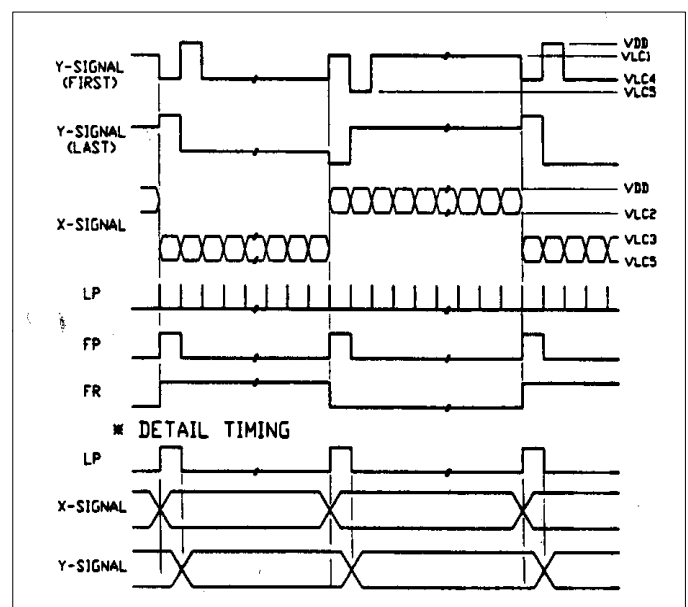 VDD
VLC1
Y-SIGNAL
(FIRST)
VLC4
VLC5
Y-SIGNAL
(LAST)
VDD
X-SIGNAL
VLC2
VLC3
VLC5
LP
FP
FR
※ DETAIL TIMING
LP
X-SIGNAL
Y-SIGNAL